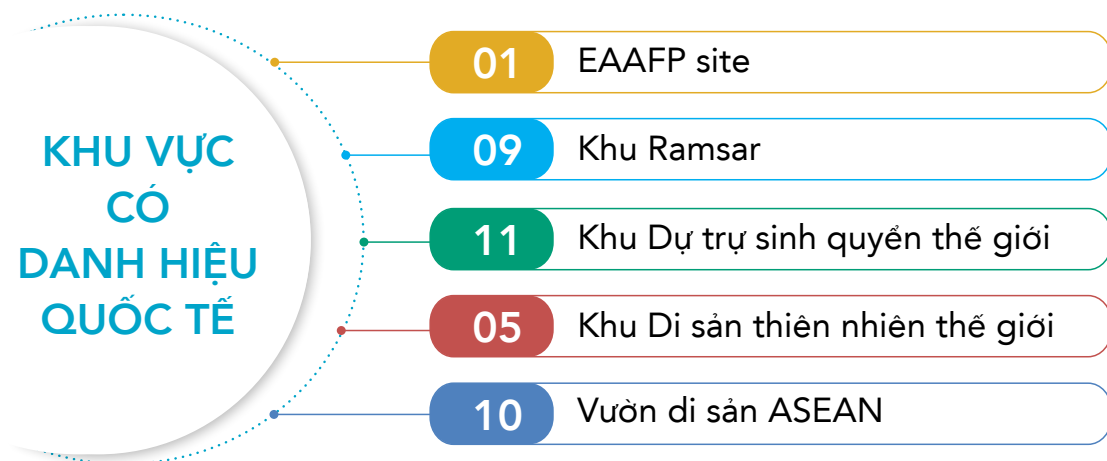 KHU VỰC
CÓ
DANH HIỆU
QUỐC TẾ
01 EAAFP site
09 Khu Ramsar
11 Khu Dự trự sinh quyển thế giới
05 Khu Di sản thiên nhiên thế giới
10 Vườn di sản ASEAN